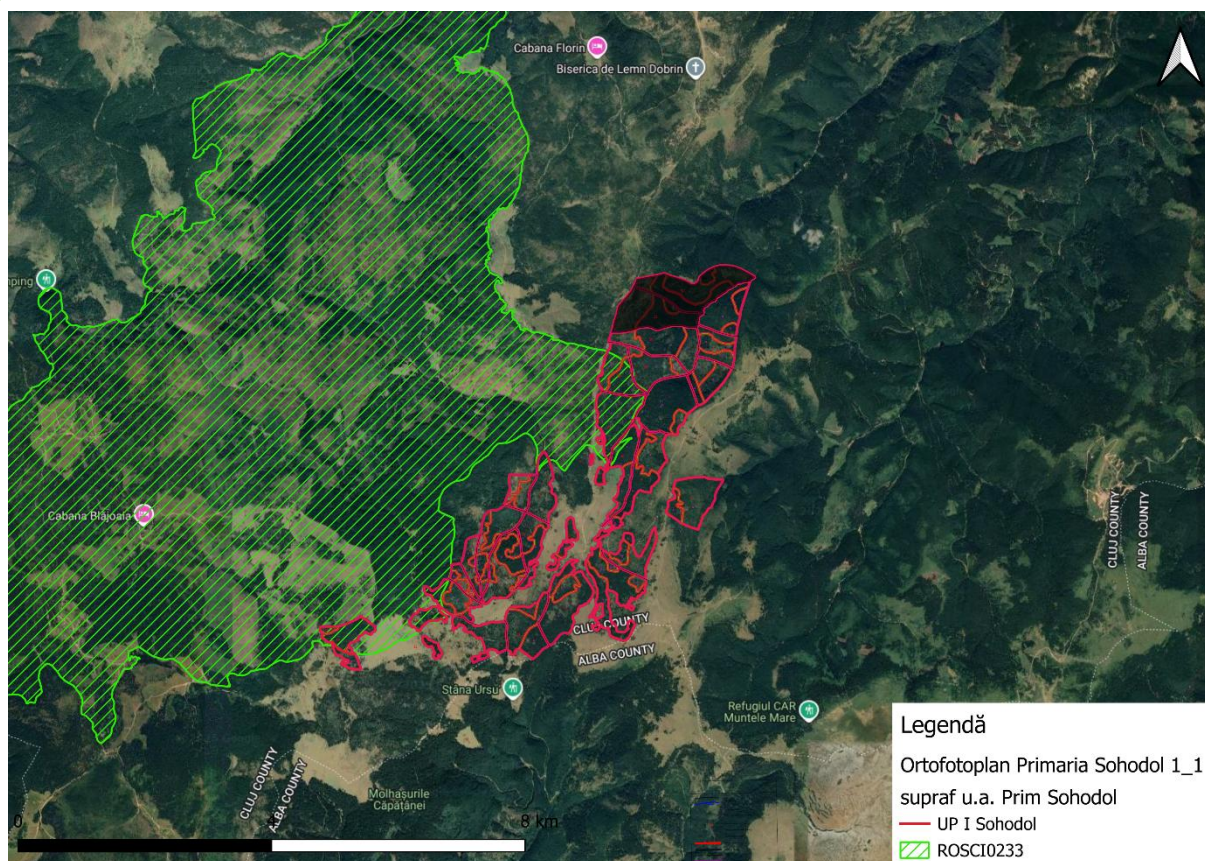 Cabana Florin
Biserica de Lemn Dobrin
mping
Cabana Blăjoaia
CLUJ COUNTY
ALBA COUNTY
CLUJ COUNTY
ALBA COUNTY
Stâna Ursu
Refugiul CAR
Muntele Mare
CLUJ COUNTY
ALBA COUNTY
Molhașurile
Căpățânei
0
8 km
Legendă
Ortofotoplan Primaria Sohodol 1_1
supraf u.a. Prim Sohodol
UP I Sohodol
ROSCI0233